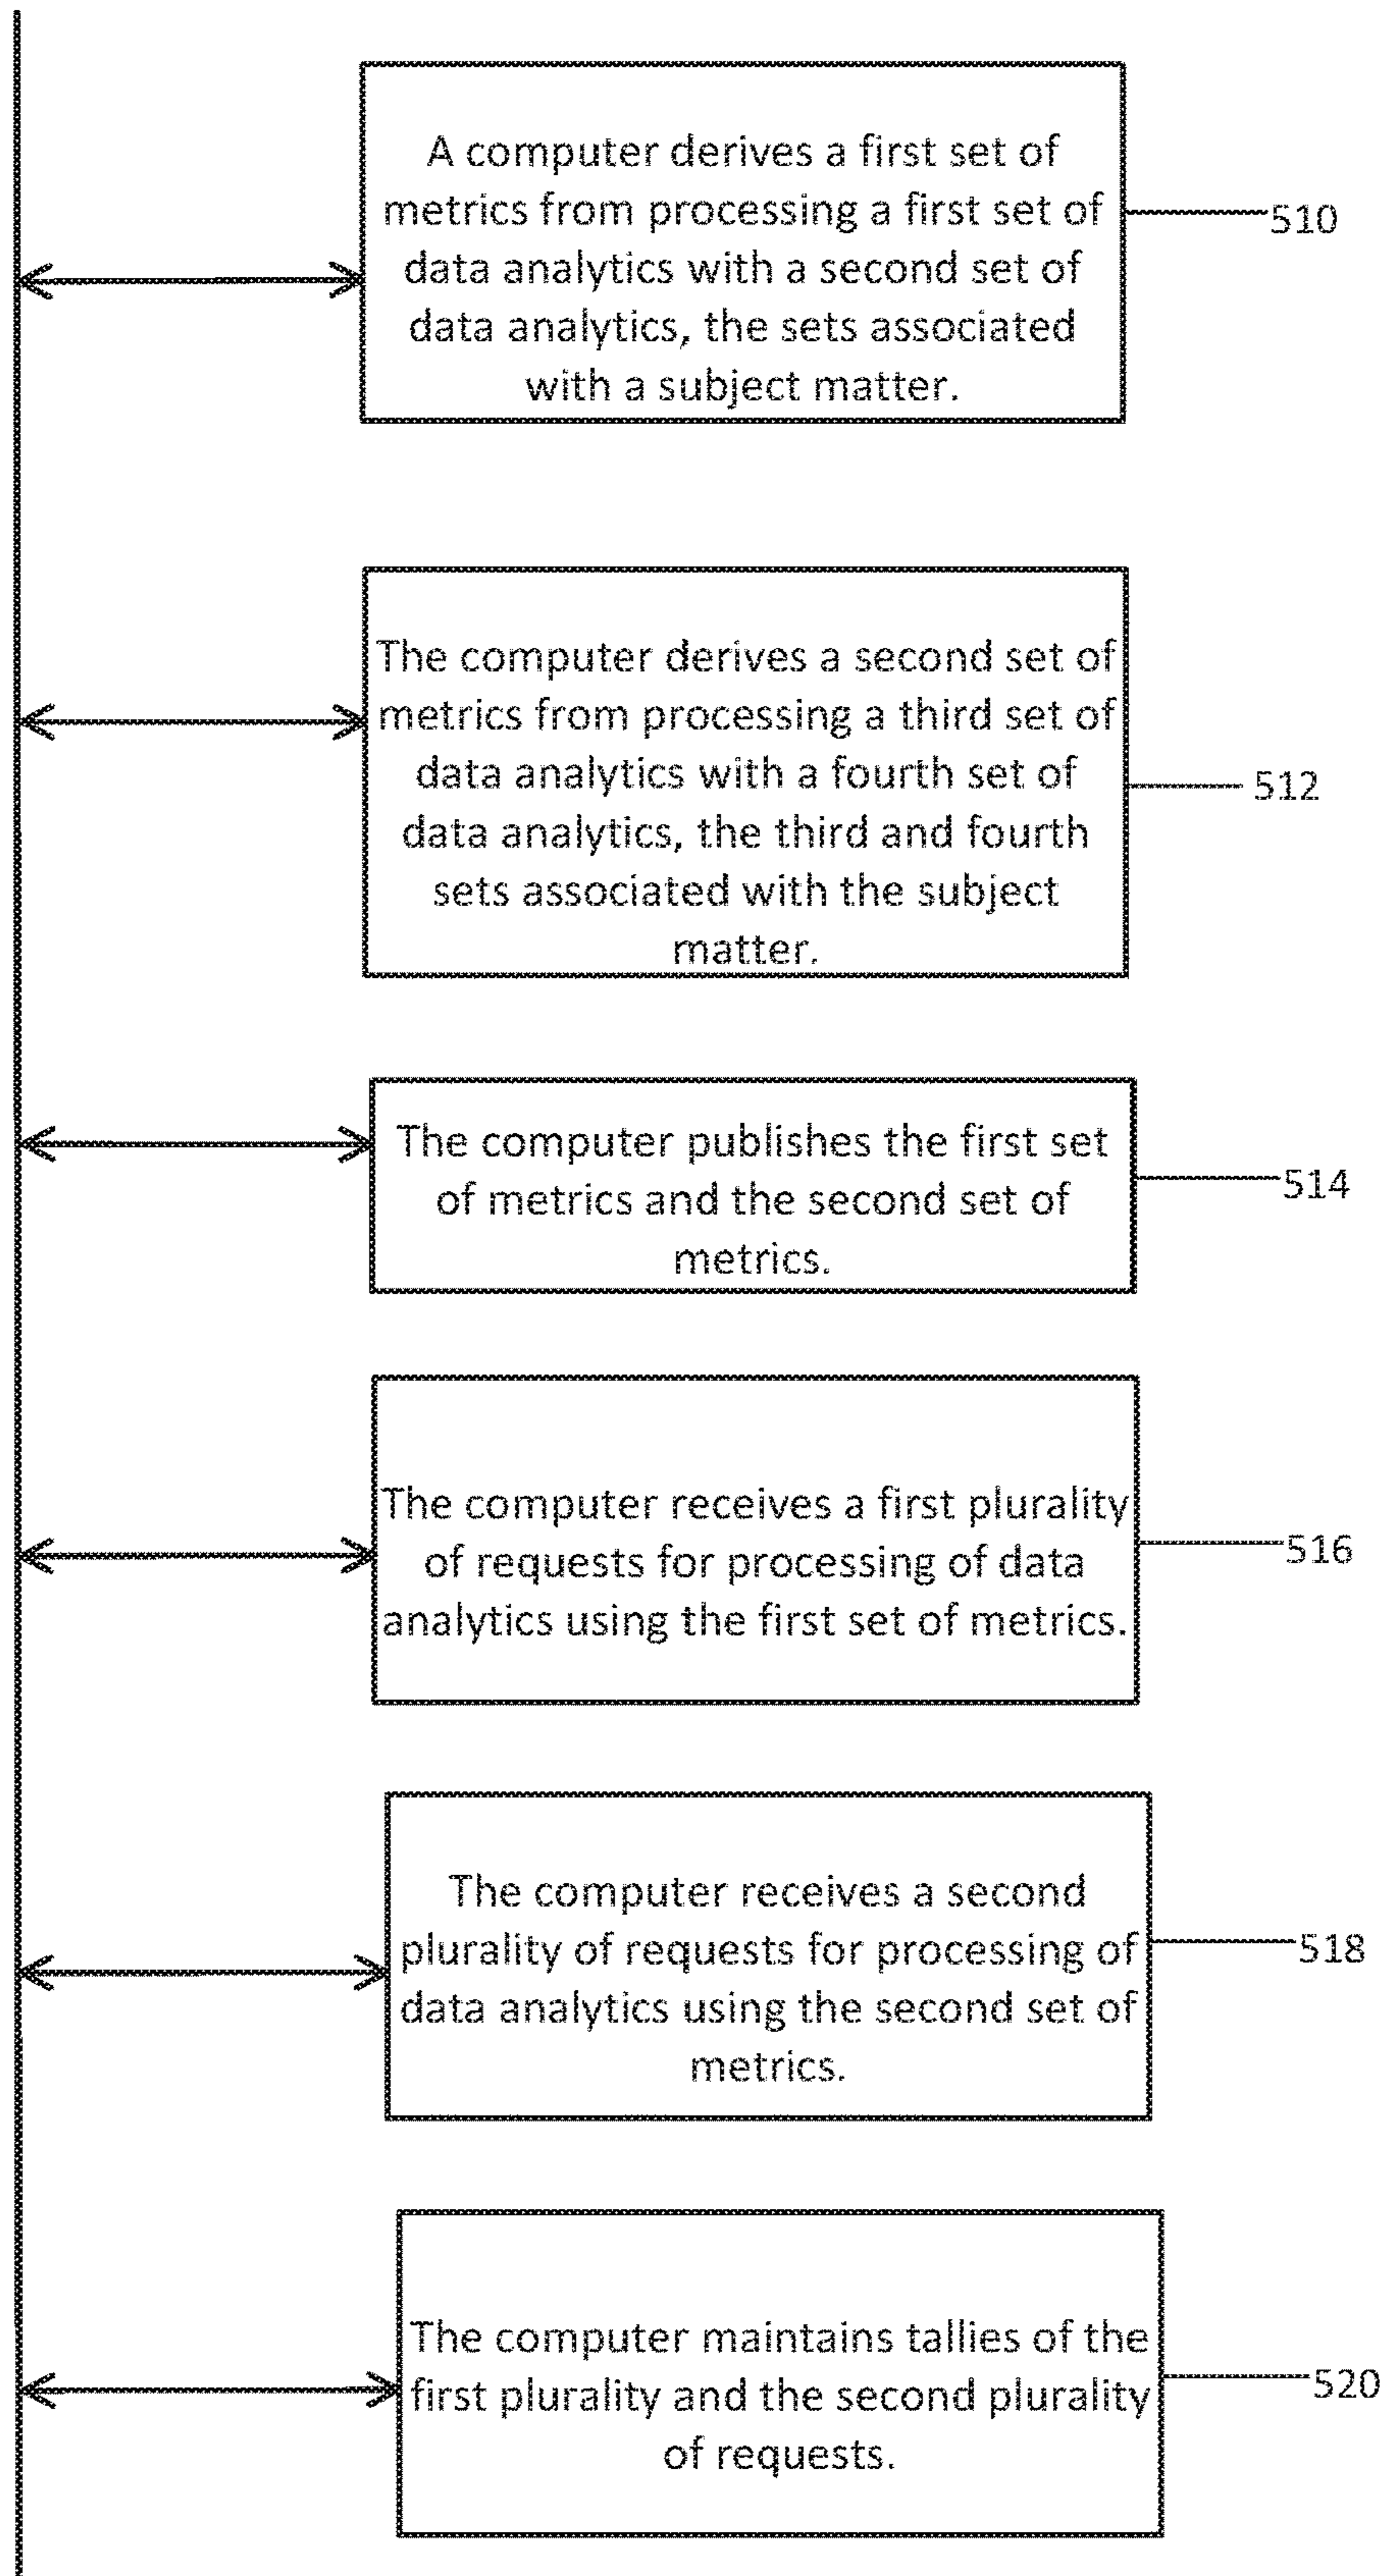 A computer derives a first set of
metrics from processing a first set of
data analytics with a second set of
data analytics, the sets associated
with a subject matter.
510
The computer derives a second set of
metrics from processing a third set of
data analytics with a fourth set of
data analytics, the third and fourth
sets associated with the subject
matter.
512
The computer publishes the first set
of metrics and the second set of
metrics.
514
The computer receives a first plurality
of requests for processing of data
analytics using the first set of metrics.
516
The computer receives a second
plurality of requests for processing of
data analytics using the second set of
metrics.
518
The computer maintains tallies of the
first plurality and the second plurality
of requests.
520